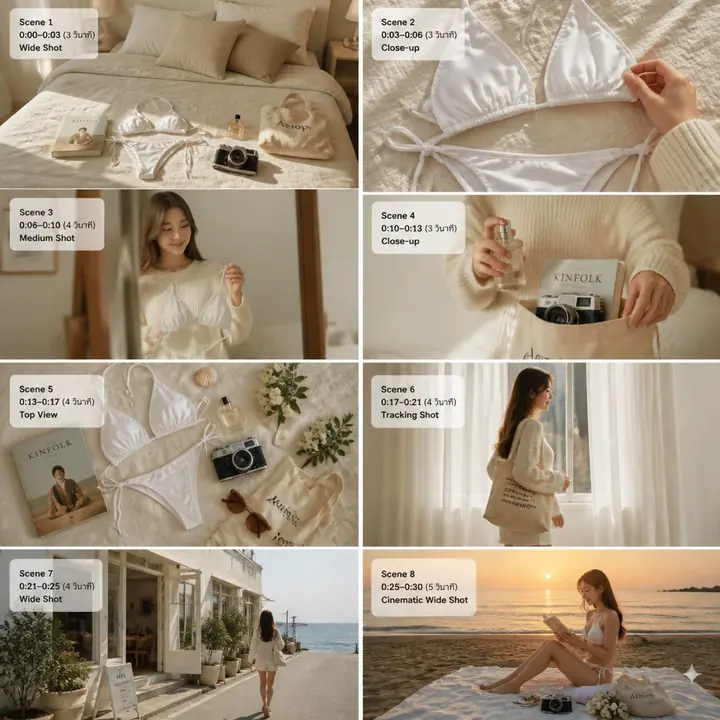 Scene 1
0:00–0:03 (3 วินาที)
Wide Shot
Scene 2
0:03–0:06 (3 วินาที)
Close-up
Aesop
Scene 3
0:06–0:10 (4 วินาที)
Medium Shot
Scene 4
0:10–0:13 (3 วินาที)
Close-up
KINFOLK
Scene 5
0:13–0:17 (4 วินาที)
Top View
KINFOLK
Scene 6
0:17–0:21 (4 วินาที)
Tracking Shot
Scene 7
0:21–0:25 (4 วินาที)
Wide Shot
Scene 8
0:25–0:30 (5 วินาที)
Cinematic Wide Shot